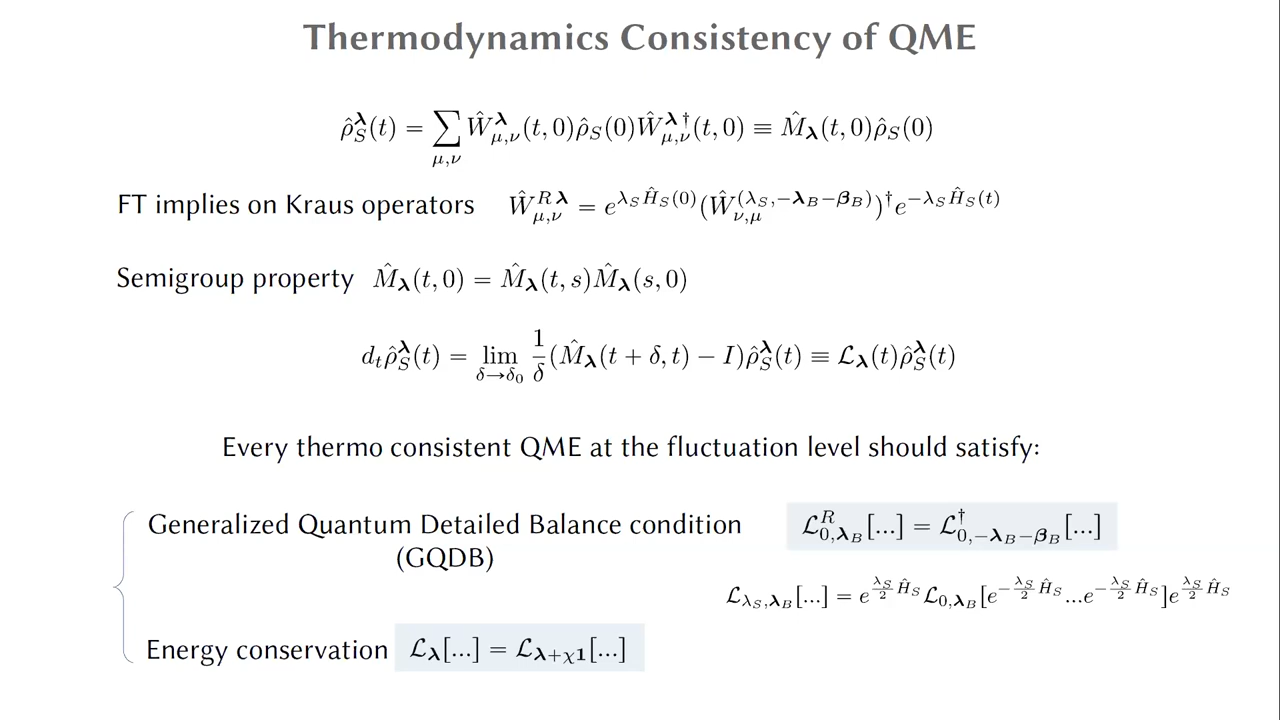 Thermodynamics Consistency of QME
$\hat{\rho}_S^{\boldsymbol{\lambda}}(t) = \sum_{\mu,\nu} \hat{W}_{\mu,\nu}^{\boldsymbol{\lambda}}(t,0)\hat{\rho}_S(0)\hat{W}_{\mu,\nu}^{\boldsymbol{\lambda}\,\dagger}(t,0) \equiv \hat{M}_{\boldsymbol{\lambda}}(t,0)\hat{\rho}_S(0)$
FT implies on Kraus operators $\hat{W}_{\mu,\nu}^{R\,\boldsymbol{\lambda}} = e^{\lambda_S \hat{H}_S(0)}(\hat{W}_{\nu,\mu}^{(\lambda_S,-\boldsymbol{\lambda}_B-\boldsymbol{\beta}_B)})^{\dagger}e^{-\lambda_S \hat{H}_S(t)}$
Semigroup property $\hat{M}_{\boldsymbol{\lambda}}(t,0) = \hat{M}_{\boldsymbol{\lambda}}(t,s)\hat{M}_{\boldsymbol{\lambda}}(s,0)$
$d_t\hat{\rho}_S^{\boldsymbol{\lambda}}(t) = \lim_{\delta\to\delta_0} \frac{1}{\delta}(\hat{M}_{\boldsymbol{\lambda}}(t+\delta,t) - I)\hat{\rho}_S^{\boldsymbol{\lambda}}(t) \equiv \mathcal{L}_{\boldsymbol{\lambda}}(t)\hat{\rho}_S^{\boldsymbol{\lambda}}(t)$
Every thermo consistent QME at the fluctuation level should satisfy:
Generalized Quantum Detailed Balance condition $\mathcal{L}_{0,\boldsymbol{\lambda}_B}^{R}[...] = \mathcal{L}_{0,-\boldsymbol{\lambda}_B-\boldsymbol{\beta}_B}^{\dagger}[...]$
(GQDB)
$\mathcal{L}_{\lambda_S,\boldsymbol{\lambda}_B}[...] = e^{\frac{\lambda_S}{2}\hat{H}_S}\mathcal{L}_{0,\boldsymbol{\lambda}_B}[e^{-\frac{\lambda_S}{2}\hat{H}_S}...e^{-\frac{\lambda_S}{2}\hat{H}_S}]e^{\frac{\lambda_S}{2}\hat{H}_S}$
Energy conservation $\mathcal{L}_{\boldsymbol{\lambda}}[...] = \mathcal{L}_{\boldsymbol{\lambda}+\chi\mathbf{1}}[...]$